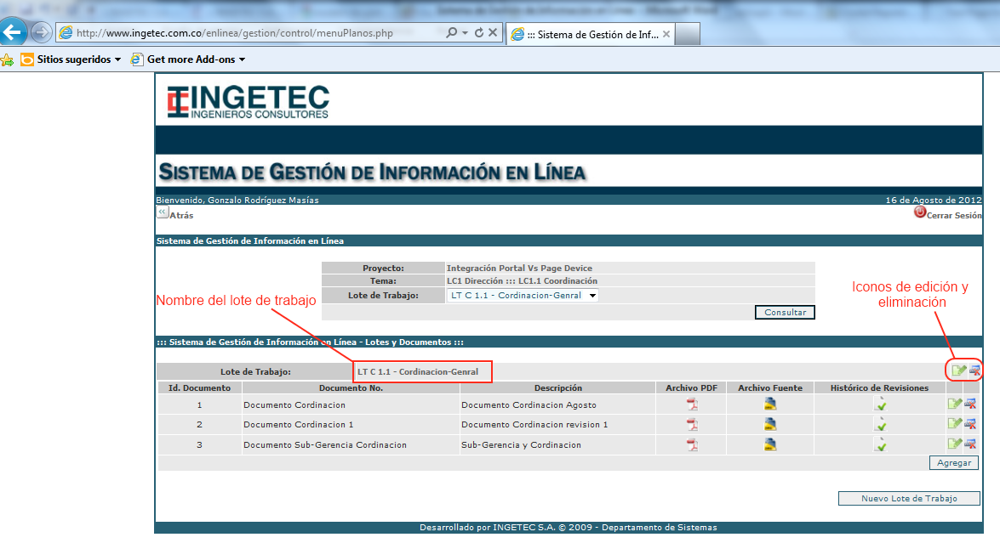 http://www.ingetec.com.co/enlinea/gestion/control/menuPlanos.php
::: Sistema de Gestión de Inf...
Sitios sugeridos
Get more Add-ons
INGETEC
INGENIEROS CONSULTORES
SISTEMA DE GESTIÓN DE INFORMACIÓN EN LÍNEA
Bienvenido, Gonzalo Rodríguez Masías
16 de Agosto de 2012
Atrás
Cerrar Sesión
Sistema de Gestión de Información en Línea
Proyecto: Integración Portal Vs Page Device
Tema: LC1 Dirección ::: LC1.1 Coordinación
Lote de Trabajo: LT C 1.1 - Cordinacion-Genral
Consultar
Nombre del lote de trabajo
Iconos de edición y
eliminación
::: Sistema de Gestión de Información en Línea - Lotes y Documentos :::
Lote de Trabajo: LT C 1.1 - Cordinacion-Genral
Id. Documento Documento No. Descripción Archivo PDF Archivo Fuente Histórico de Revisiones
1 Documento Cordinacion Documento Cordinacion Agosto
2 Documento Cordinacion 1 Documento Cordinacion revision 1
3 Documento Sub-Gerencia Cordinacion Sub-Gerencia y Cordinacion
Agregar
Nuevo Lote de Trabajo
Desarrollado por INGETEC S.A. © 2009 - Departamento de Sistemas